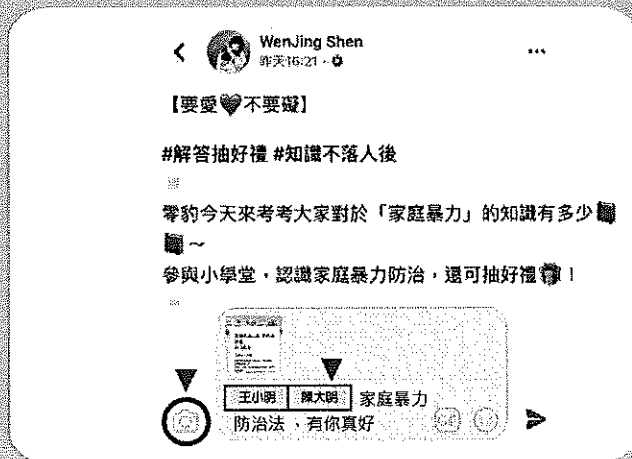 WenJing Shen
昨天16:21
【要愛不要礙】
#解答抽好禮 #知識不落人後
零豹今天來考考大家對於「家庭暴力」的知識有多少
～
參與小學堂，認識家庭暴力防治，還可抽好禮！
王小明 陳大明 家庭暴力
防治法、有你真好